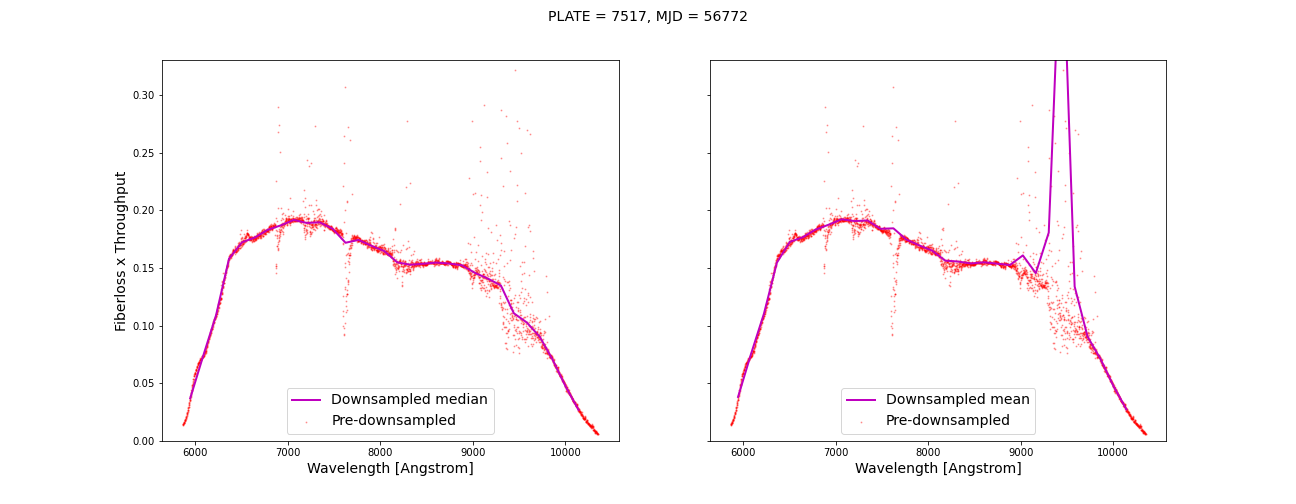 PLATE = 7517, MJD = 56772
Fiberloss x Throughput
0.30
0.25
0.20
0.15
0.10
0.05
0.00
Downsampled median
Pre-downsampled
6000 7000 8000 9000 10000
Wavelength [Angstrom]
Downsampled mean
Pre-downsampled
6000 7000 8000 9000 10000
Wavelength [Angstrom]